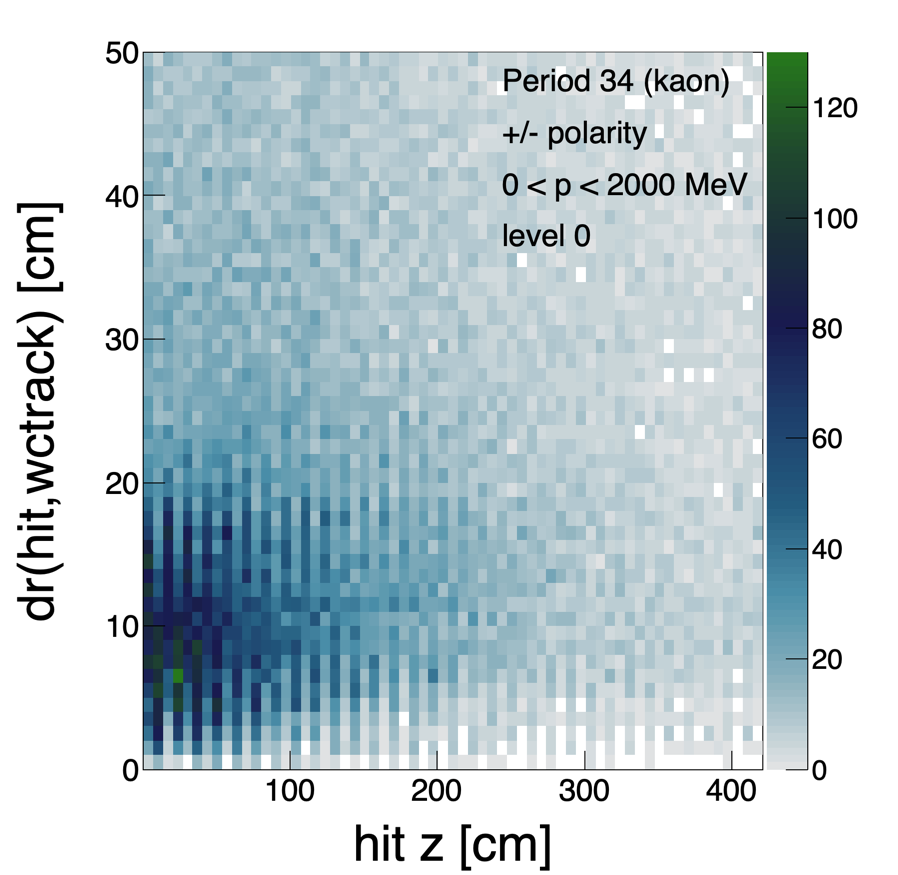 50
40
30
20
10
0
dr(hit,wctrack) [cm]
Period 34 (kaon)
+/- polarity
0 < p < 2000 MeV
level 0
120
100
80
60
40
20
0
100 200 300 400
hit z [cm]